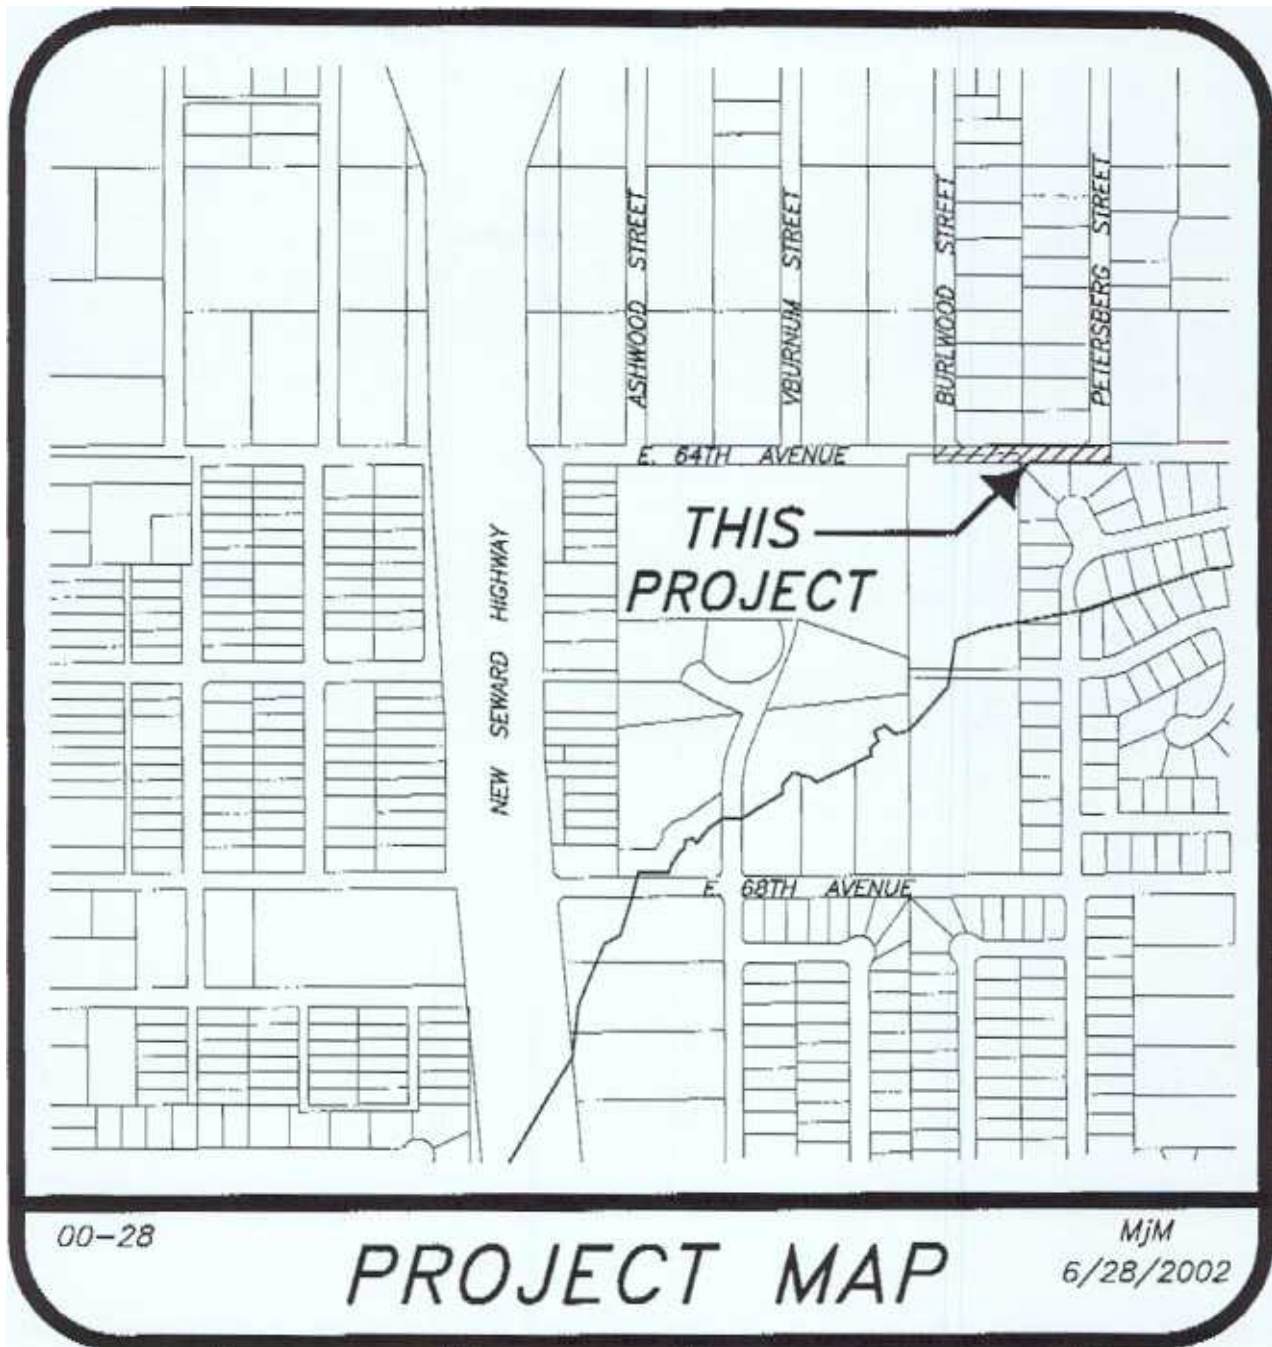 ASHWOOD STREET
VBURNUM STREET
BURLWOOD STREET
PETERSBERG STREET
E. 64TH AVENUE
THIS
PROJECT
NEW SEWARD HIGHWAY
E. 68TH AVENUE
00-28
PROJECT MAP
MjM
6/28/2002